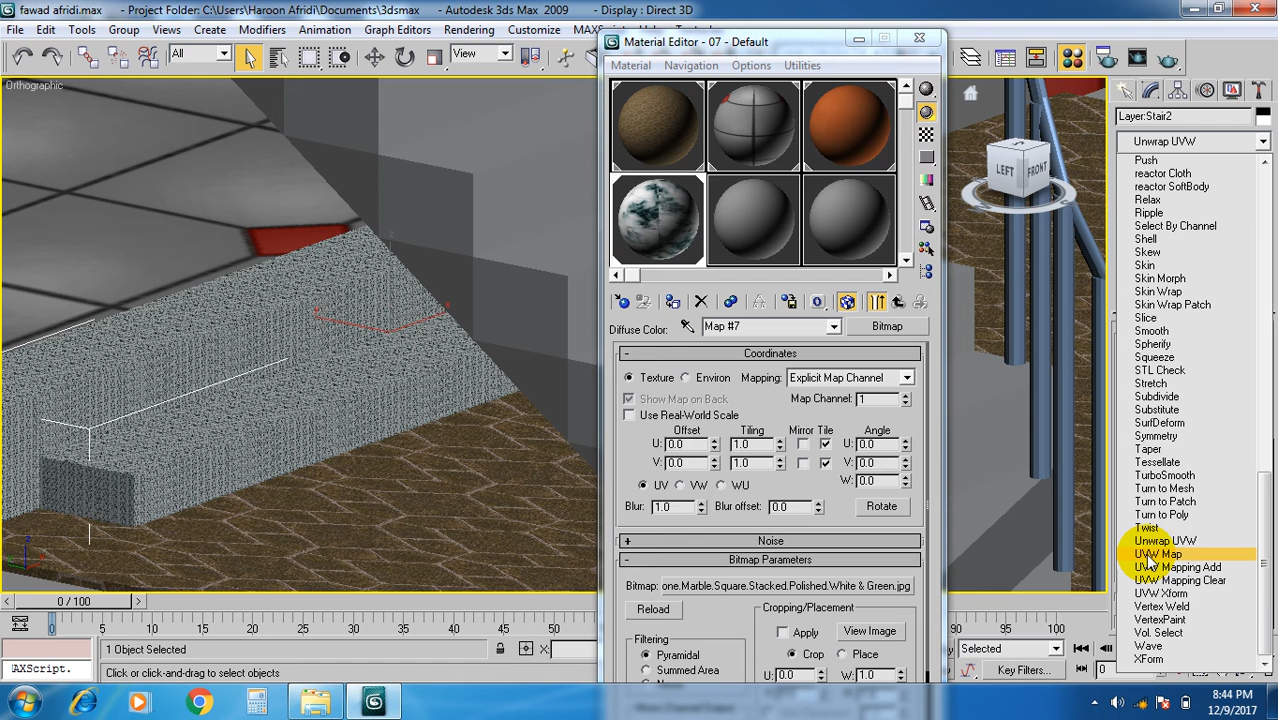 fawad afridi.max - Project Folder: C:\Users\Haroon Afridi\Documents\3dsmax - Autodesk 3ds Max 2009 - Display : Direct 3D
File Edit Tools Group Views Create Modifiers Animation Graph Editors Rendering Customize MAXS
All
View
Orthographic
LEFT
FRONT
Material Editor - 07 - Default
Material Navigation Options Utilities
Diffuse Color:
Map #7
Bitmap
- Coordinates
Texture Environ Mapping: Explicit Map Channel
Show Map on Back Map Channel: 1
Use Real-World Scale
Offset Tiling Mirror Tile Angle
U: 0.0 1.0 U: 0.0
V: 0.0 1.0 V: 0.0
W: 0.0
UV VW WU
Blur: 1.0 Blur offset: 0.0 Rotate
+ Noise
- Bitmap Parameters
Bitmap: one.Marble.Square.Stacked.Polished.White & Green.jpg
Reload
Cropping/Placement
Apply View Image
Filtering
Crop Place
Pyramidal
Summed Area
U: 0.0 W: 1.0
Layer:Stair2
Unwrap UVW
Push
reactor Cloth
reactor SoftBody
Relax
Ripple
Select By Channel
Shell
Skew
Skin
Skin Morph
Skin Wrap
Skin Wrap Patch
Slice
Smooth
Spherify
Squeeze
STL Check
Stretch
Subdivide
Substitute
SurfDeform
Symmetry
Taper
Tessellate
TurboSmooth
Turn to Mesh
Turn to Patch
Turn to Poly
Twist
Unwrap UVW
UVW Map
UVW Mapping Add
UVW Mapping Clear
UVW Xform
Vertex Weld
VertexPaint
Vol. Select
Wave
XForm
z
x
0 / 100
0 5 10 15 20 25 30 35 40 45 50 55
90 95 100
AXScript.
1 Object Selected
X:
Click or click-and-drag to select objects
Selected
Key Filters...
0
8:44 PM
12/9/2017